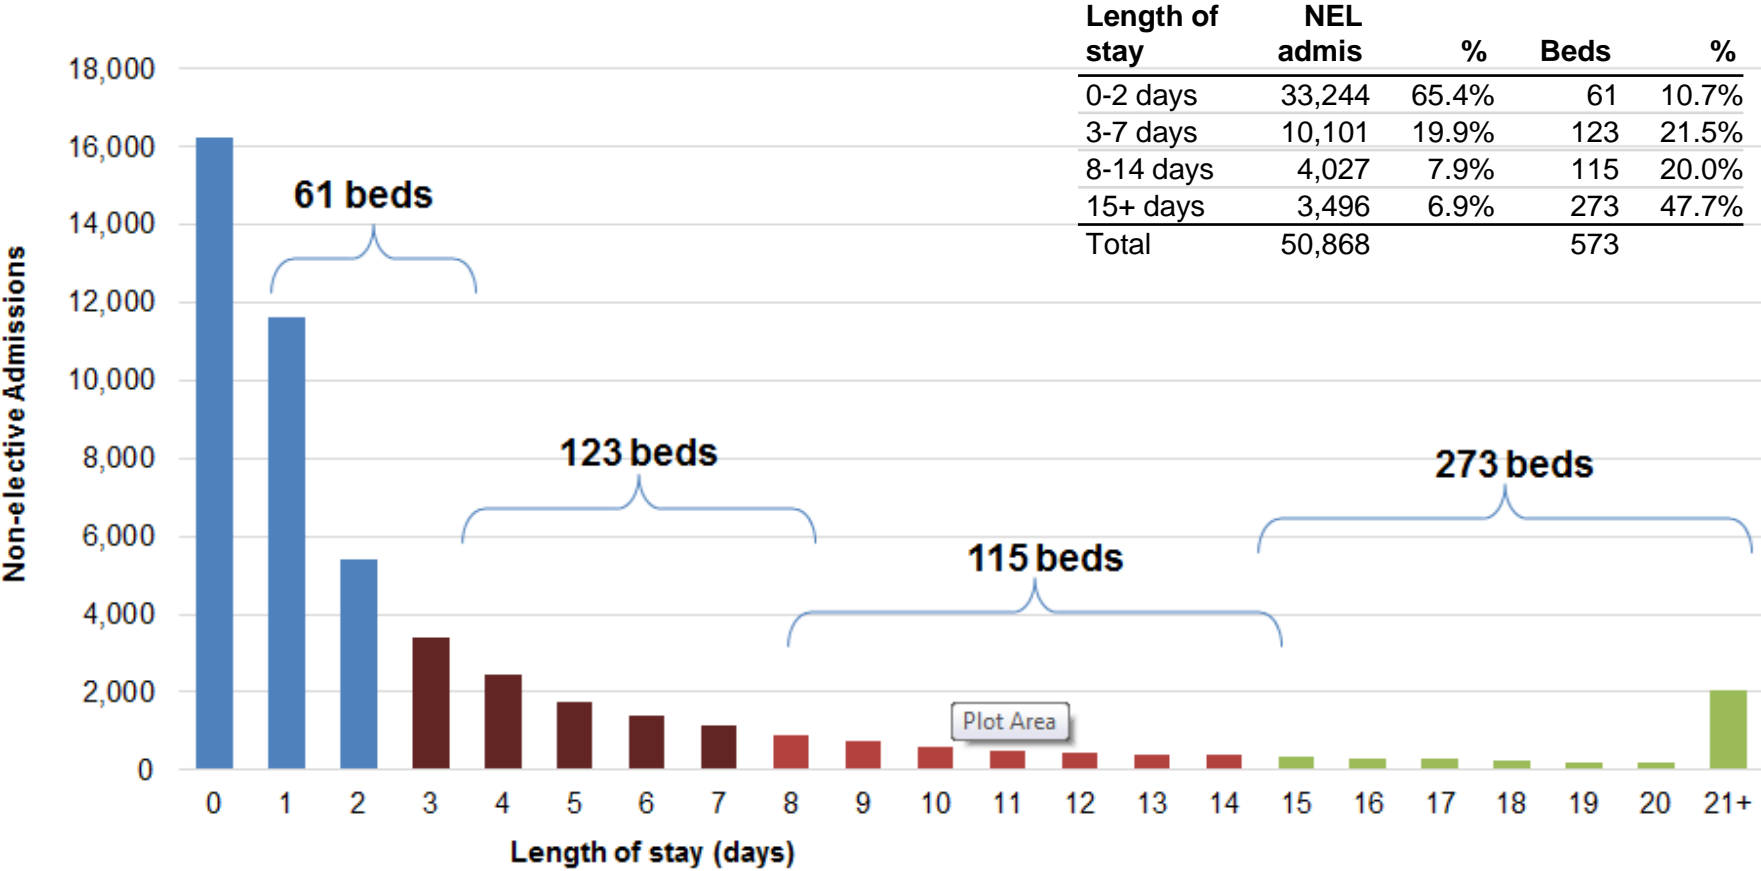 Length of stay NEL admis % Beds %
0-2 days 33,244 65.4% 61 10.7%
3-7 days 10,101 19.9% 123 21.5%
8-14 days 4,027 7.9% 115 20.0%
15+ days 3,496 6.9% 273 47.7%
Total 50,868 573
Non-elective Admissions
18,000
16,000
14,000
12,000
10,000
8,000
6,000
4,000
2,000
0
61 beds
123 beds
115 beds
273 beds
Plot Area
0 1 2 3 4 5 6 7 8 9 10 11 12 13 14 15 16 17 18 19 20 21+
Length of stay (days)